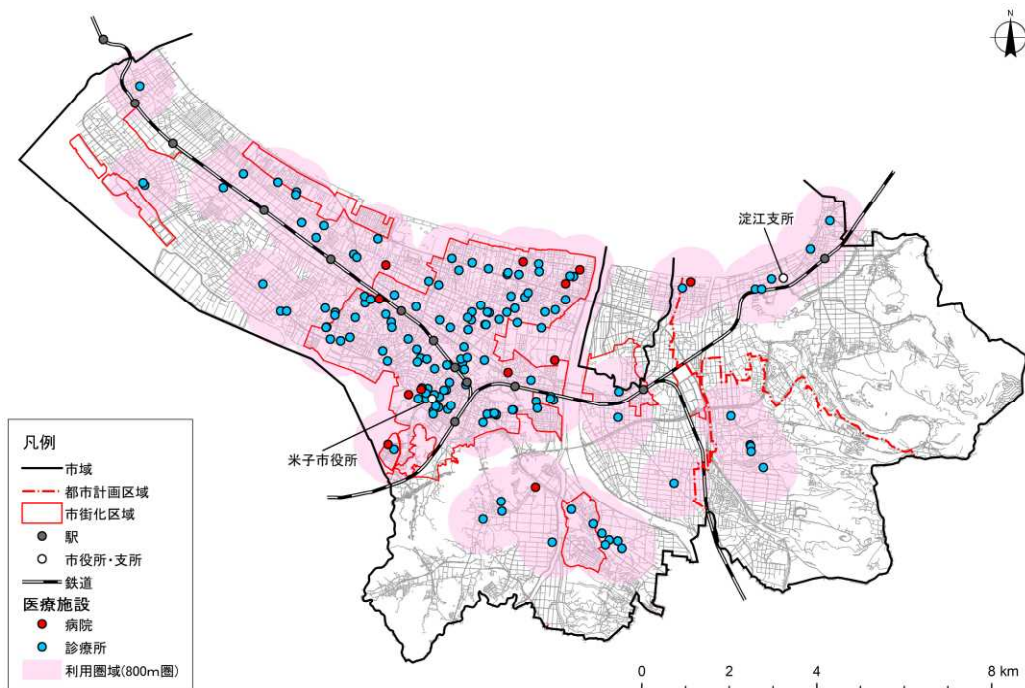 N
淀江支所
米子市役所
凡例
市域
都市計画区域
市街化区域
駅
市役所・支所
鉄道
医療施設
病院
診療所
利用圏域(800m圏)
0 2 4 8 km